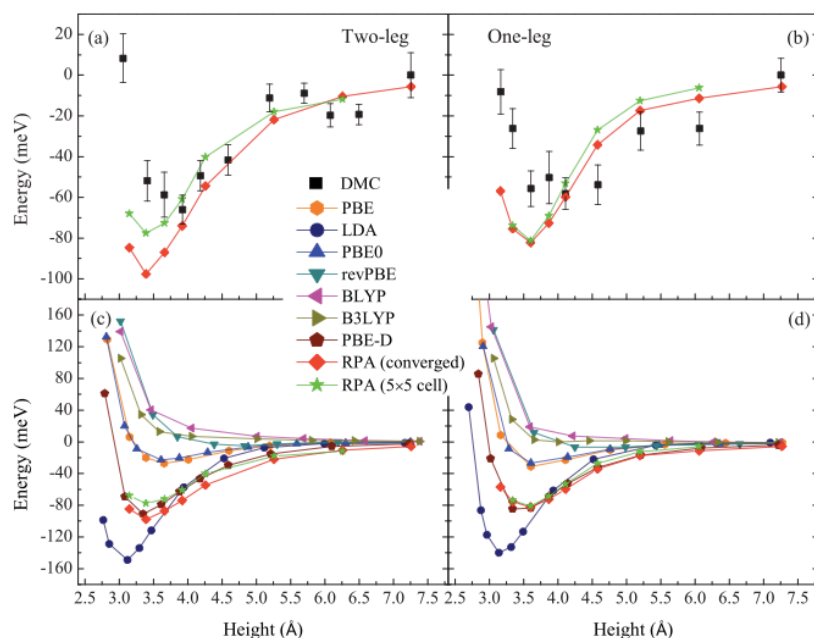 (a) Two-leg
One-leg (b)
20
0
-20
-40
-60
-80
-100
Energy (meV)
DMC
PBE
LDA
PBE0
revPBE
BLYP
B3LYP
PBE-D
RPA (converged)
RPA (5×5 cell)
(c)
(d)
160
120
80
40
0
-40
-80
-120
-160
Energy (meV)
2.5 3.0 3.5 4.0 4.5 5.0 5.5 6.0 6.5 7.0 7.5
2.5 3.0 3.5 4.0 4.5 5.0 5.5 6.0 6.5 7.0 7.5
Height (Å)
Height (Å)